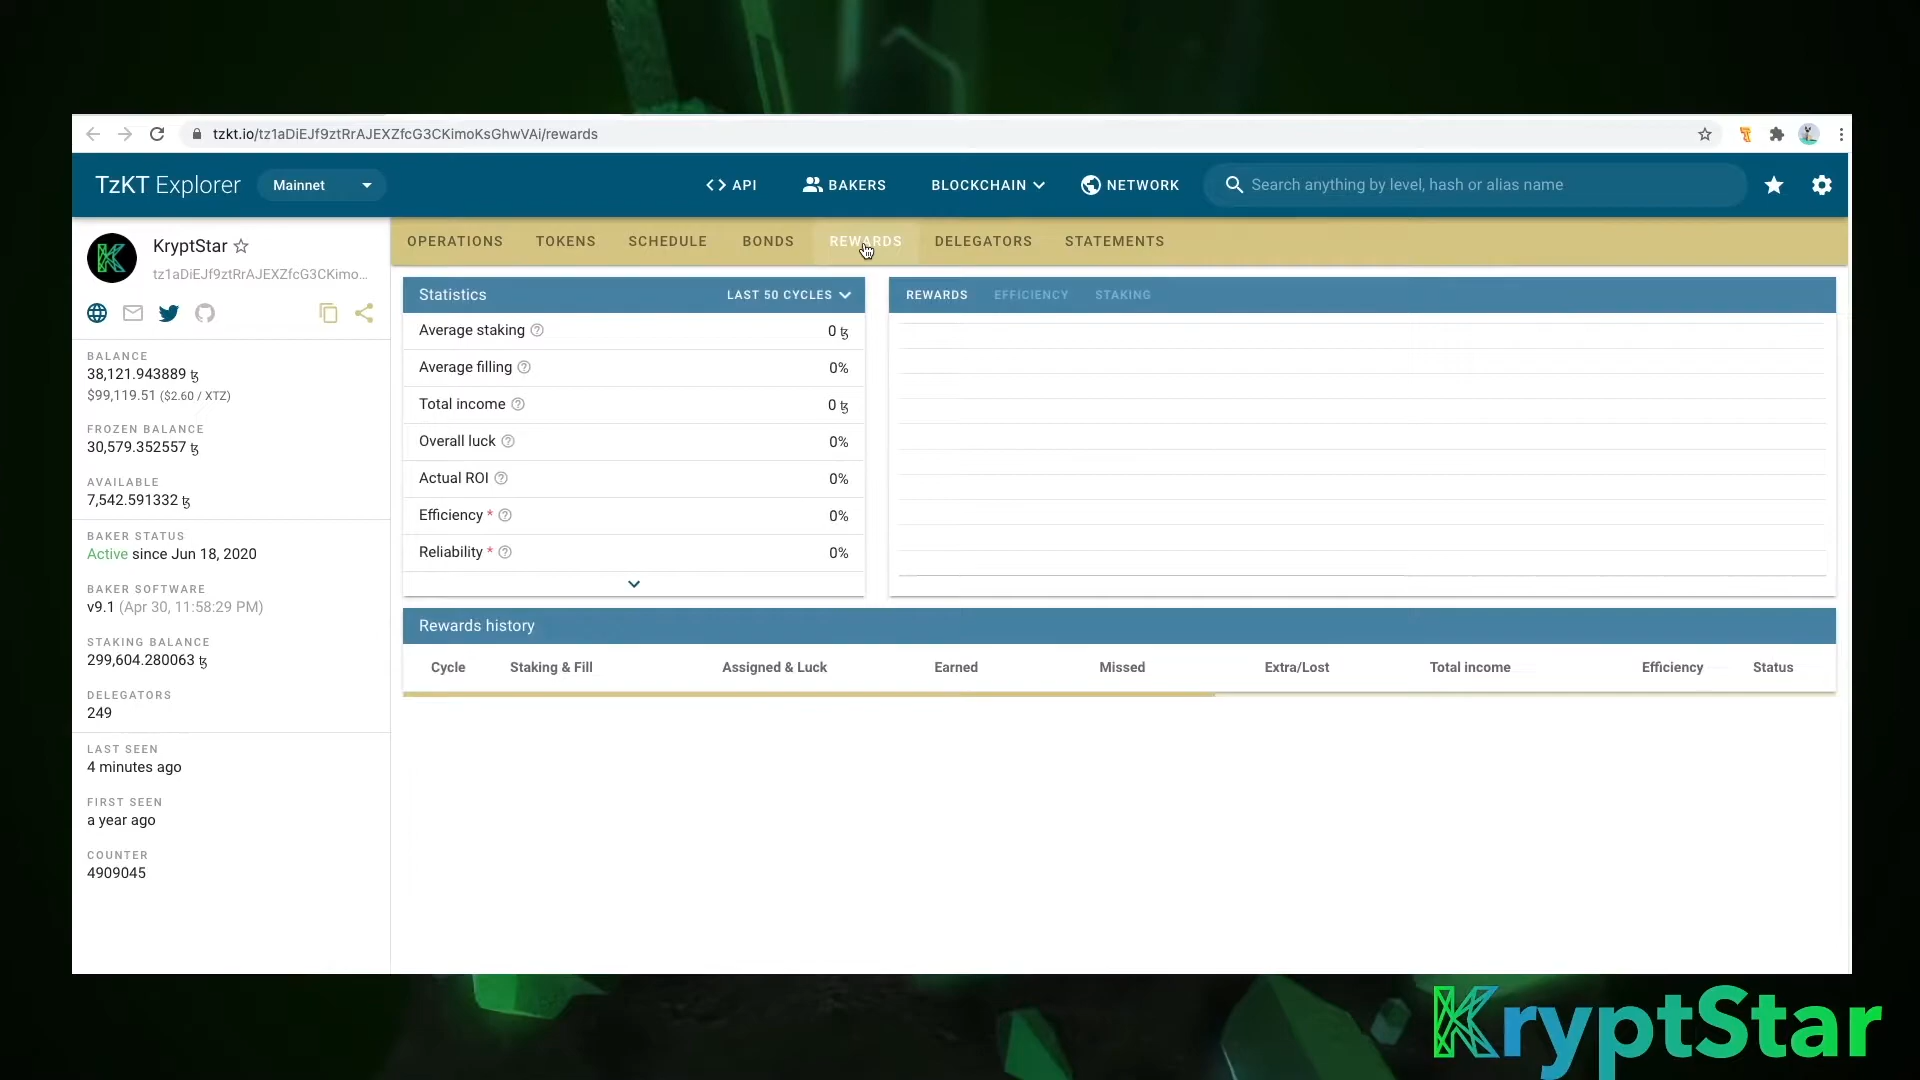 tzkt.io/tz1aDiEJf9ztRrAJEXZfcG3CKimoKsGhwVAi/rewards
TzKT Explorer
Mainnet
API
BAKERS
BLOCKCHAIN
NETWORK
Search anything by level, hash or alias name
KryptStar
tz1aDiEJf9ztRrAJEXZfcG3CKimo...
BALANCE
38,121.943889 ꜩ
$99,119.51 ($2.60 / XTZ)
FROZEN BALANCE
30,579.352557 ꜩ
AVAILABLE
7,542.591332 ꜩ
BAKER STATUS
Active since Jun 18, 2020
BAKER SOFTWARE
v9.1 (Apr 30, 11:58:29 PM)
STAKING BALANCE
299,604.280063 ꜩ
DELEGATORS
249
LAST SEEN
4 minutes ago
FIRST SEEN
a year ago
COUNTER
4909045
OPERATIONS
TOKENS
SCHEDULE
BONDS
REWARDS
DELEGATORS
STATEMENTS
Statistics
LAST 50 CYCLES
Average staking 0 ꜩ
Average filling 0%
Total income 0 ꜩ
Overall luck 0%
Actual ROI 0%
Efficiency * 0%
Reliability * 0%
REWARDS
EFFICIENCY
STAKING
Rewards history
Cycle Staking & Fill Assigned & Luck Earned Missed Extra/Lost Total income Efficiency Status
KryptStar